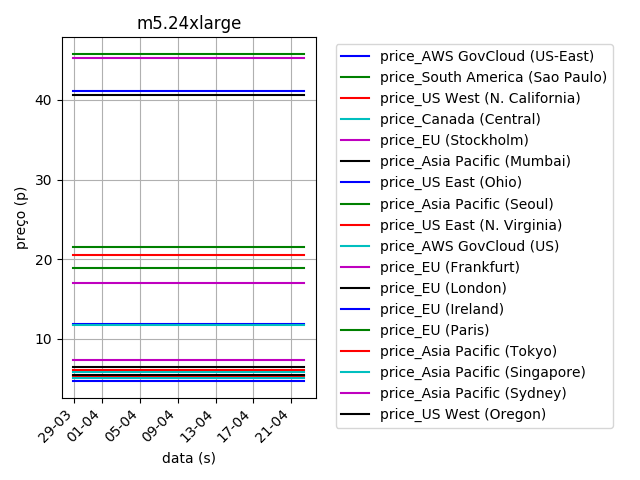 m5.24xlarge
preço (p)
40
30
20
10
29-03
01-04
05-04
09-04
13-04
17-04
21-04
data (s)
price_AWS GovCloud (US-East)
price_South America (Sao Paulo)
price_US West (N. California)
price_Canada (Central)
price_EU (Stockholm)
price_Asia Pacific (Mumbai)
price_US East (Ohio)
price_Asia Pacific (Seoul)
price_US East (N. Virginia)
price_AWS GovCloud (US)
price_EU (Frankfurt)
price_EU (London)
price_EU (Ireland)
price_EU (Paris)
price_Asia Pacific (Tokyo)
price_Asia Pacific (Singapore)
price_Asia Pacific (Sydney)
price_US West (Oregon)